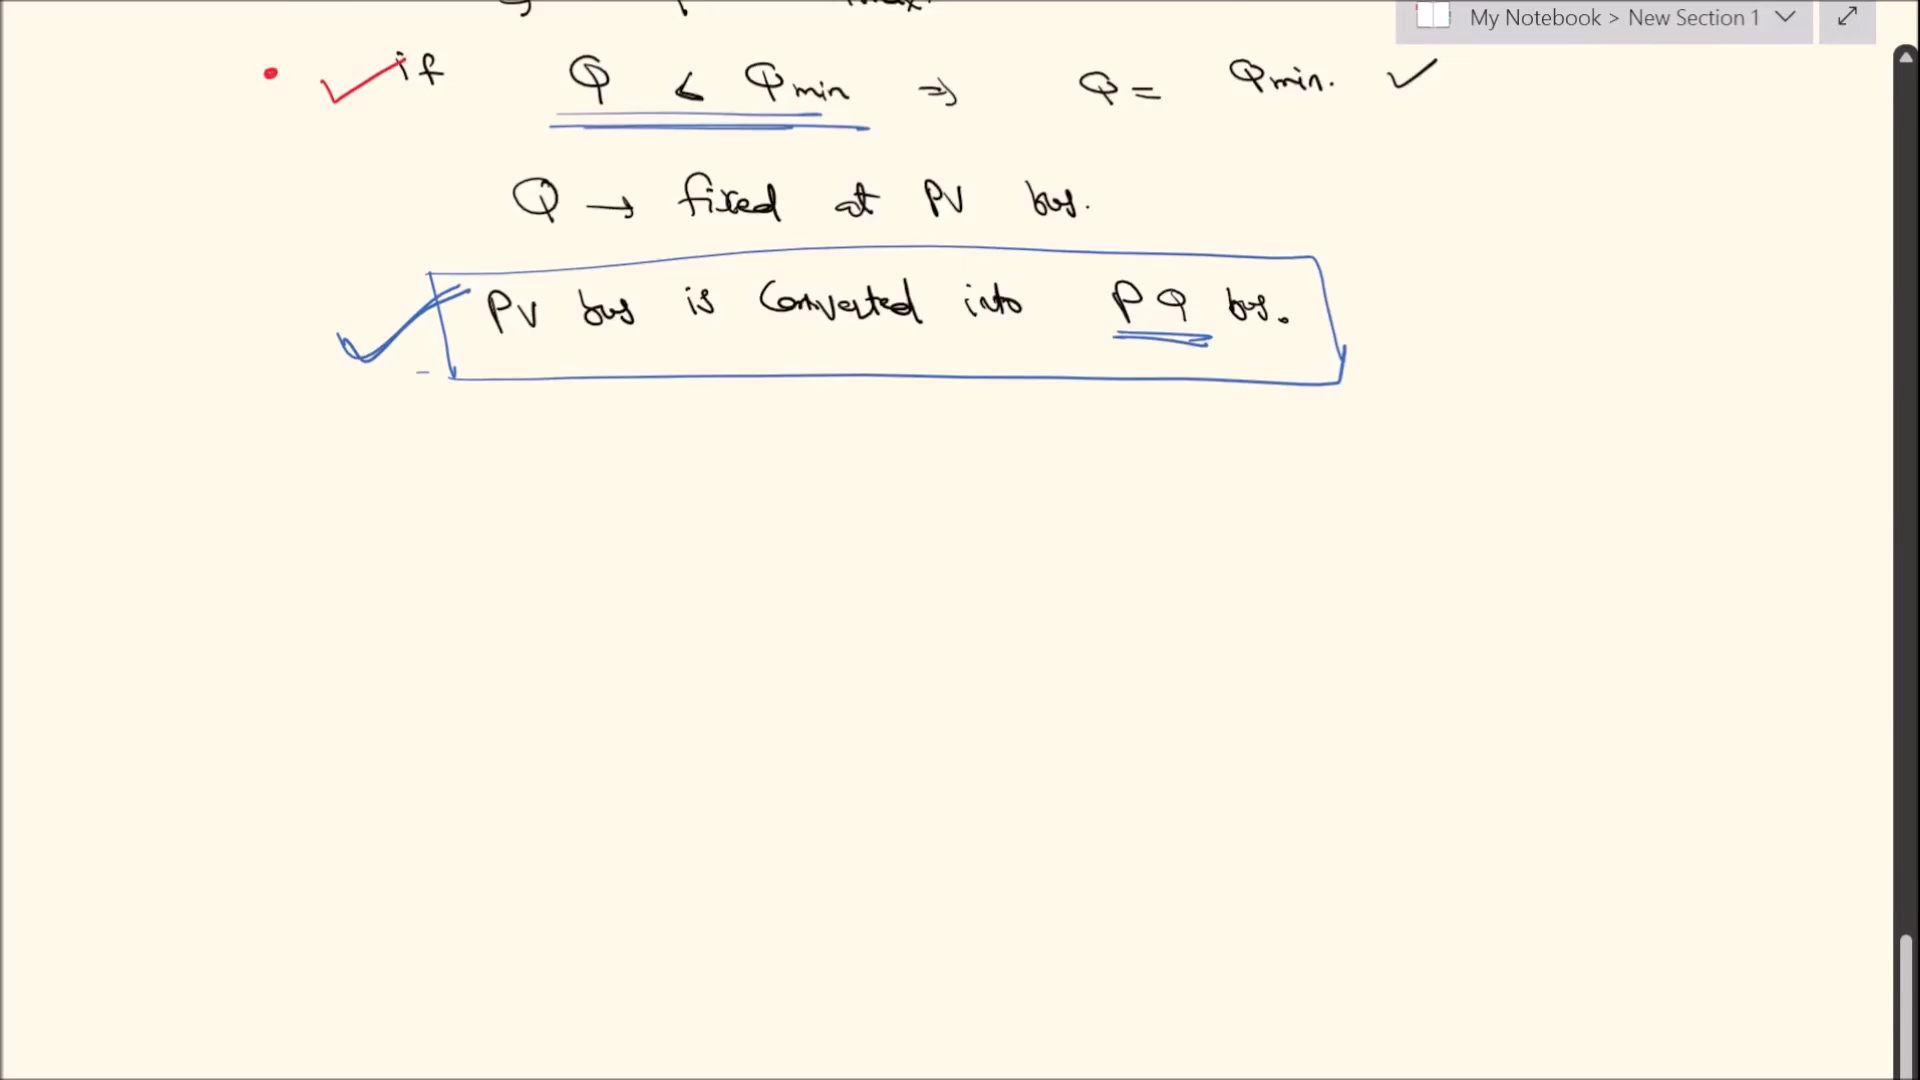 My Notebook > New Section 1
if Q < Qmin ⇒ Q = Qmin.
Q → fixed at PV bus.
PV bus is Converted into PQ bus.